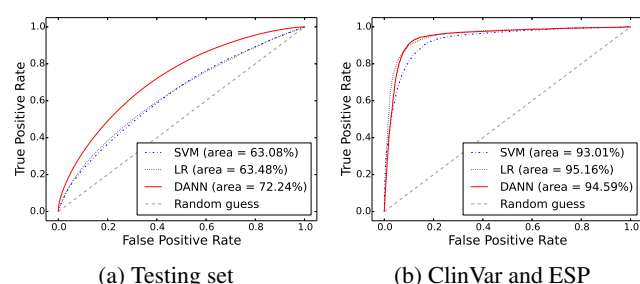 1.0
0.8
0.6
0.4
0.2
0.0
True Positive Rate
SVM (area = 63.08%)
LR (area = 63.48%)
DANN (area = 72.24%)
Random guess
0.0 0.2 0.4 0.6 0.8 1.0
False Positive Rate
(a) Testing set
1.0
0.8
0.6
0.4
0.2
0.0
True Positive Rate
SVM (area = 93.01%)
LR (area = 95.16%)
DANN (area = 94.59%)
Random guess
0.0 0.2 0.4 0.6 0.8 1.0
False Positive Rate
(b) ClinVar and ESP